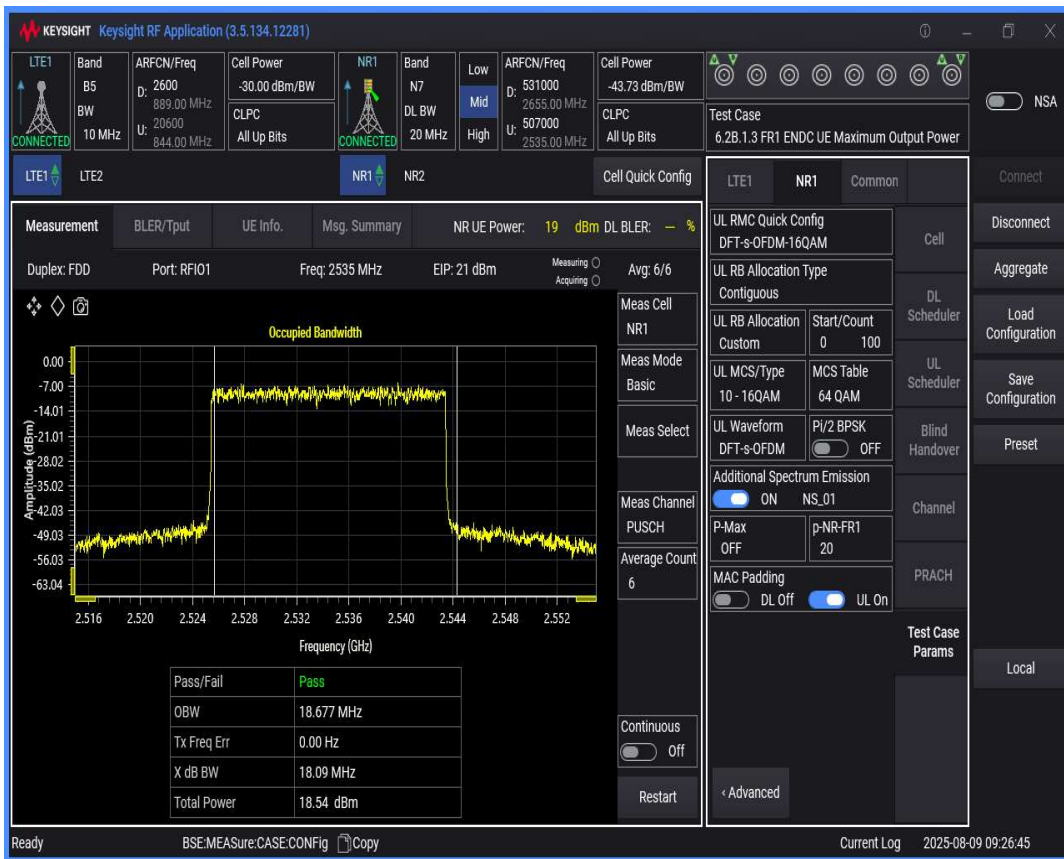 KEYSIGHT Keysight RF Application (3.5.134.12281)
LTE1
CONNECTED
Band
B5
BW
10 MHz
ARFCN/Freq
D: 2600
889.00 MHz
U: 20600
844.00 MHz
Cell Power
-30.00 dBm/BW
CLPC
All Up Bits
NR1
CONNECTED
Band
N7
DL BW
20 MHz
Low
Mid
High
ARFCN/Freq
D: 531000
2655.00 MHz
U: 507000
2535.00 MHz
Cell Power
-43.73 dBm/BW
CLPC
All Up Bits
Test Case
6.2B.1.3 FR1 ENDC UE Maximum Output Power
NSA
LTE1 LTE2 NR1 NR2 Cell Quick Config
Measurement BLER/Tput UE Info. Msg. Summary NR UE Power: 19 dBm DL BLER: — %
Duplex: FDD Port: RFIO1 Freq: 2535 MHz EIP: 21 dBm Measuring Acquiring Avg: 6/6
Occupied Bandwidth
Amplitude (dBm)
0.00
-7.00
-14.01
-21.01
-28.02
-35.02
-42.03
-49.03
-56.03
-63.04
2.516 2.520 2.524 2.528 2.532 2.536 2.540 2.544 2.548 2.552
Frequency (GHz)
Pass/Fail Pass
OBW 18.677 MHz
Tx Freq Err 0.00 Hz
X dB BW 18.09 MHz
Total Power 18.54 dBm
Meas Cell
NR1
Meas Mode
Basic
Meas Select
Meas Channel
PUSCH
Average Count
6
Continuous
Off
Restart
LTE1 NR1 Common
UL RMC Quick Config
DFT-s-OFDM-16QAM
UL RB Allocation Type
Contiguous
UL RB Allocation
Custom
Start/Count
0 100
UL MCS/Type
10 - 16QAM
MCS Table
64 QAM
UL Waveform
DFT-s-OFDM
Pi/2 BPSK
OFF
Additional Spectrum Emission
ON NS_01
P-Max
OFF
p-NR-FR1
20
MAC Padding
DL Off UL On
‹ Advanced
Cell
DL
Scheduler
UL
Scheduler
Blind
Handover
Channel
PRACH
Test Case
Params
Connect
Disconnect
Aggregate
Load
Configuration
Save
Configuration
Preset
Local
Ready BSE:MEASure:CASE:CONFig Copy Current Log 2025-08-09 09:26:45